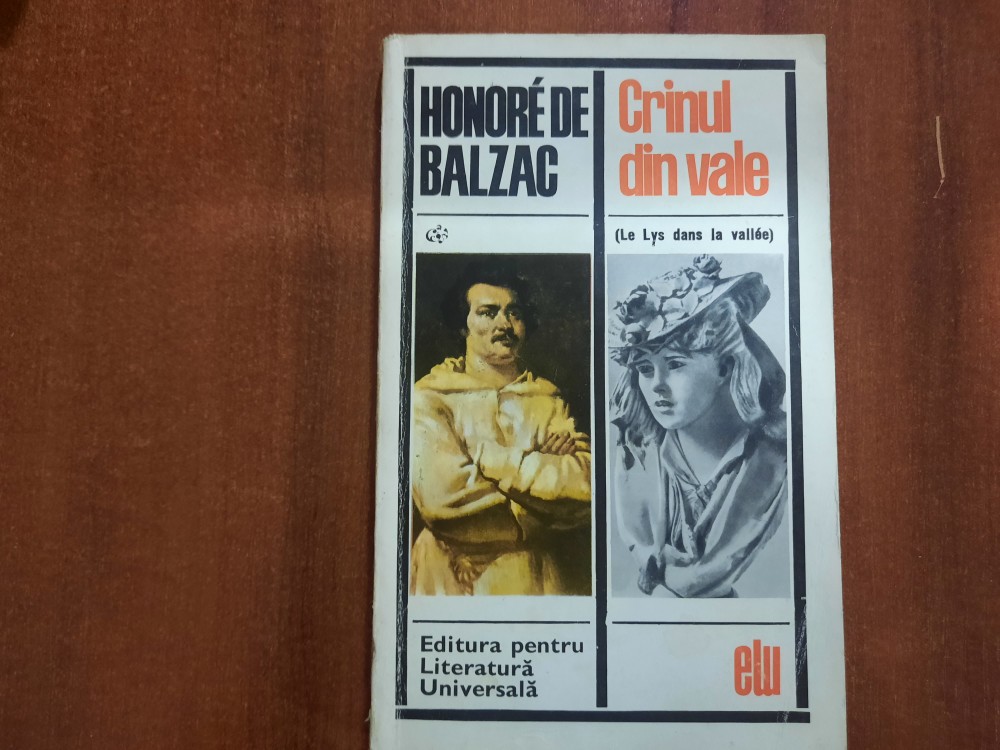 HONORÉ DE
BALZAC
Crinul
din vale
(Le Lys dans la vallée)
Editura pentru
Literatură
Universală
elu